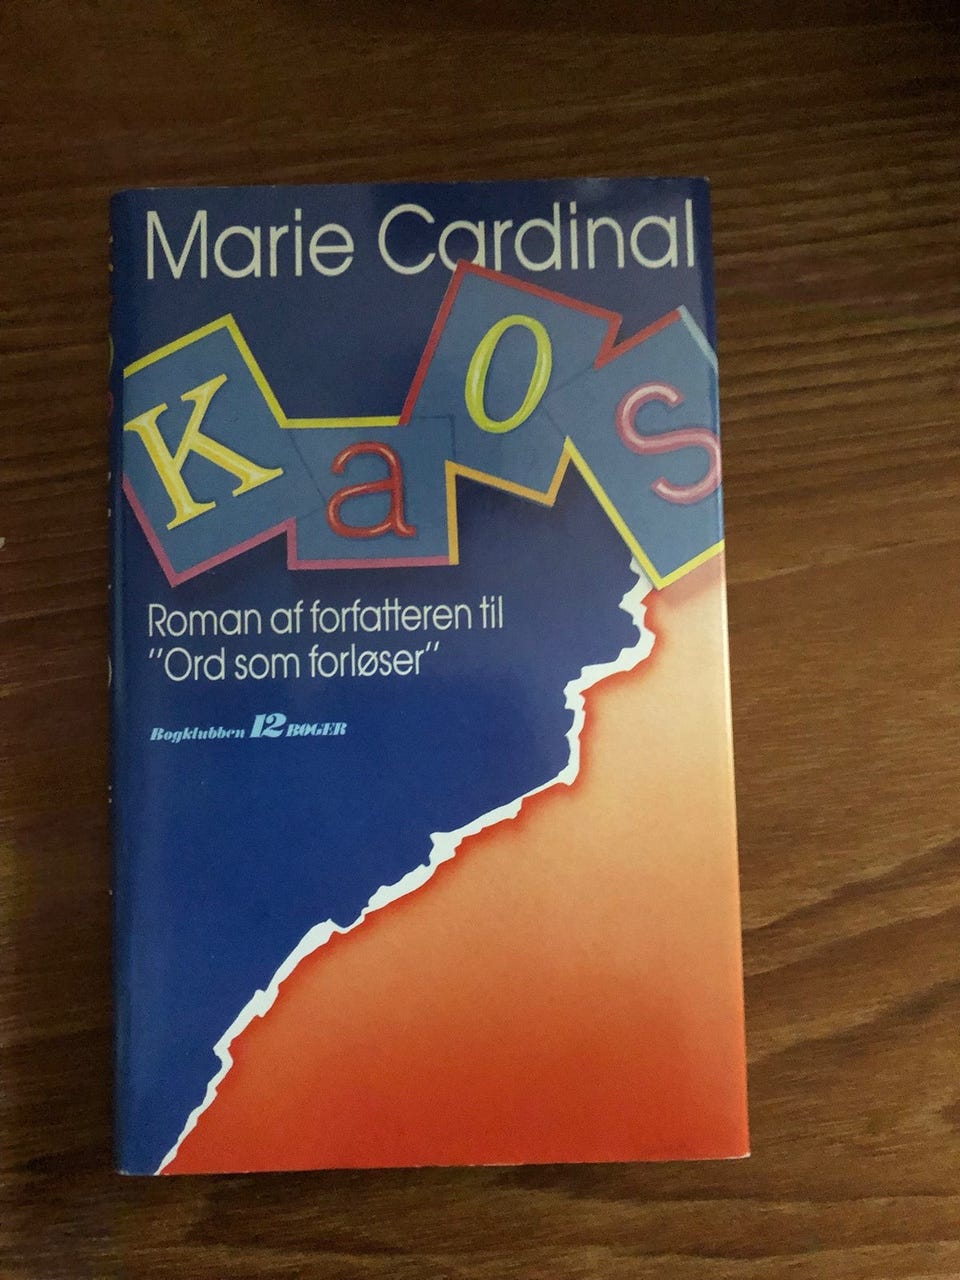 Marie Cardinal
Kaos
Roman af forfatteren til
"Ord som forløser"
Bogklubben 12 BØGER